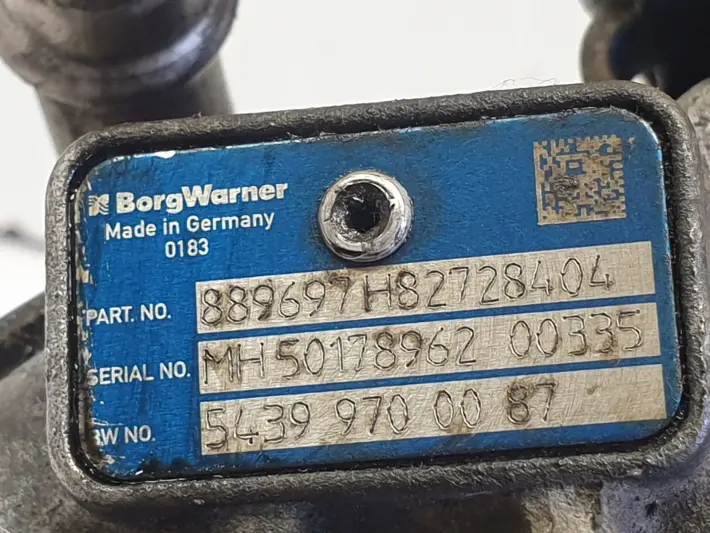 BorgWarner
Made in Germany
0183
PART. NO. 889697H82728404
SERIAL NO. MH50178962 00335
BW NO. 5439 970 00 87